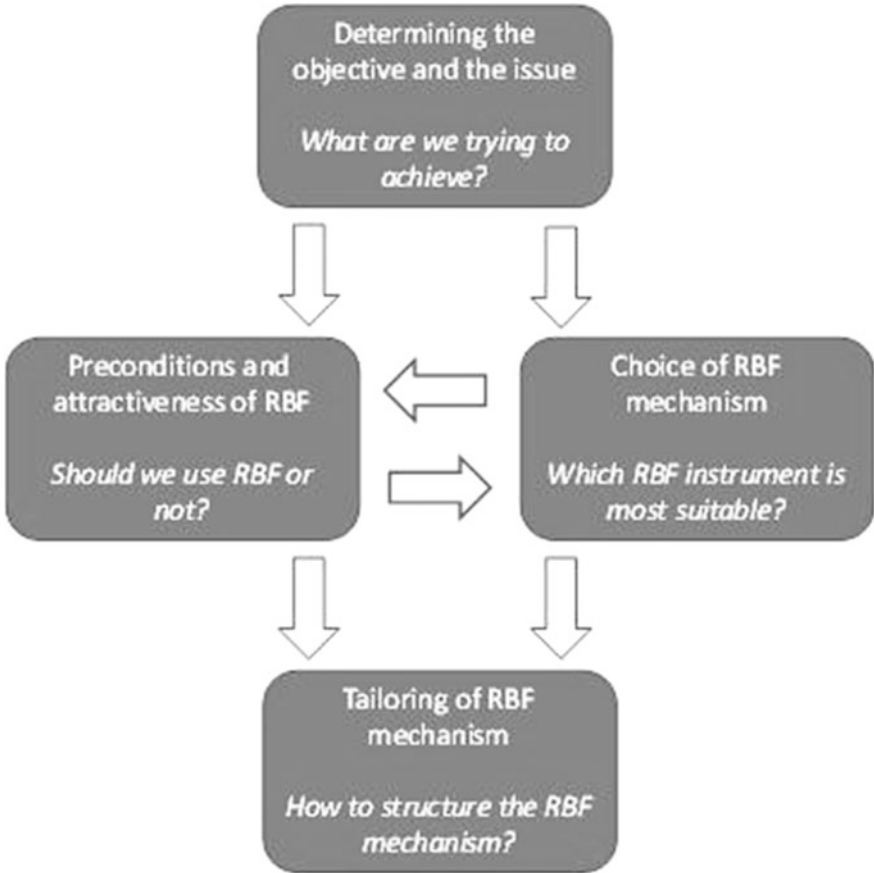 Determining the
objective and the issue
What are we trying to
achieve?
Preconditions and
attractiveness of RBF
Should we use RBF or
not?
Choice of RBF
mechanism
Which RBF instrument is
most suitable?
Tailoring of RBF
mechanism
How to structure the RBF
mechanism?